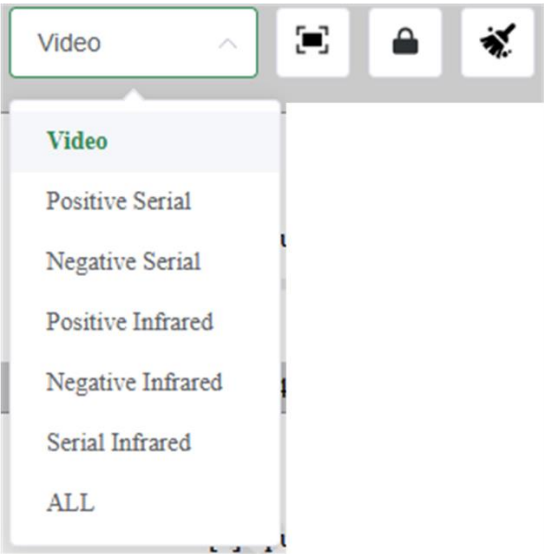 Video
Video
Positive Serial
Negative Serial
Positive Infrared
Negative Infrared
Serial Infrared
ALL